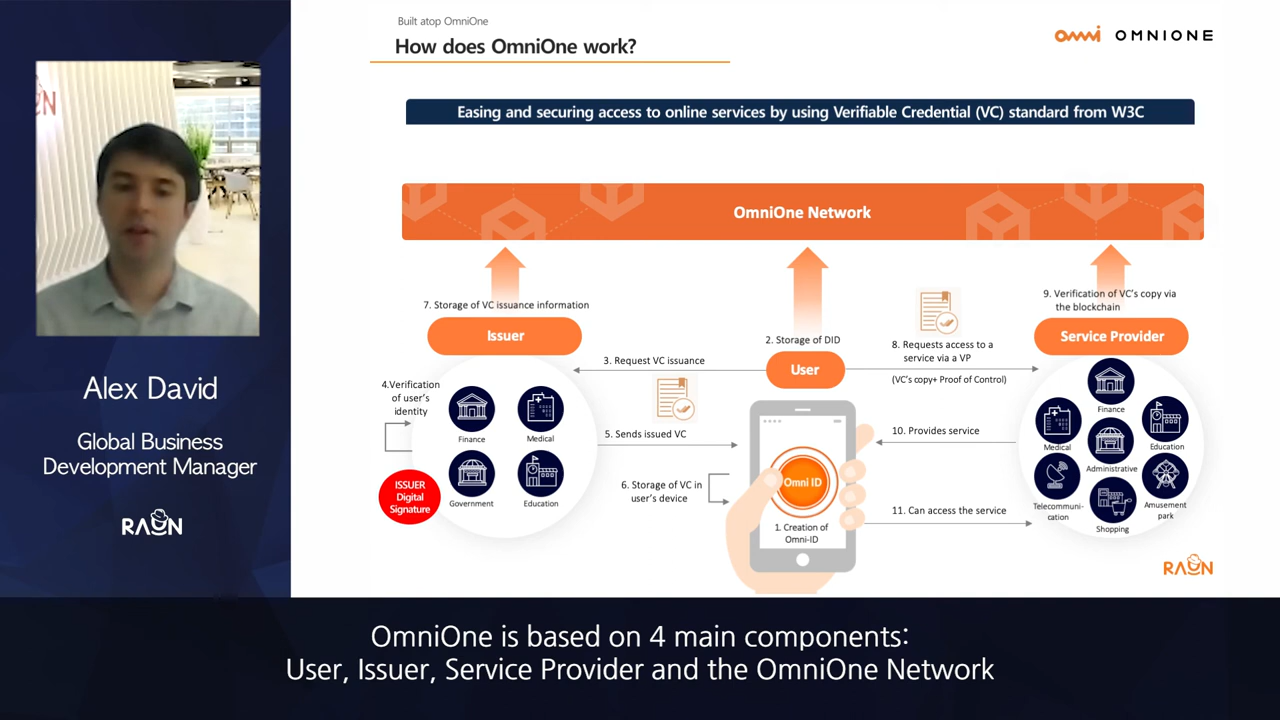 Built atop OmniOne
How does OmniOne work?
omni OMNIONE
Easing and securing access to online services by using Verifiable Credential (VC) standard from W3C
OmniOne Network
7. Storage of VC issuance information
Issuer
4.Verification
of user's
identity
Finance
Medical
Government
Education
ISSUER
Digital
Signature
3. Request VC issuance
5. Sends issued VC
6. Storage of VC in
user's device
2. Storage of DID
User
Omni ID
1. Creation of
Omni-ID
8. Requests access to a
service via a VP
(VC's copy+ Proof of Control)
10. Provides service
11. Can access the service
9. Verification of VC's copy via
the blockchain
Service Provider
Finance
Medical
Education
Administrative
Telecommuni-
cation
Shopping
Amusement
park
RAON
Alex David
Global Business
Development Manager
RAON
OmniOne is based on 4 main components:
User, Issuer, Service Provider and the OmniOne Network